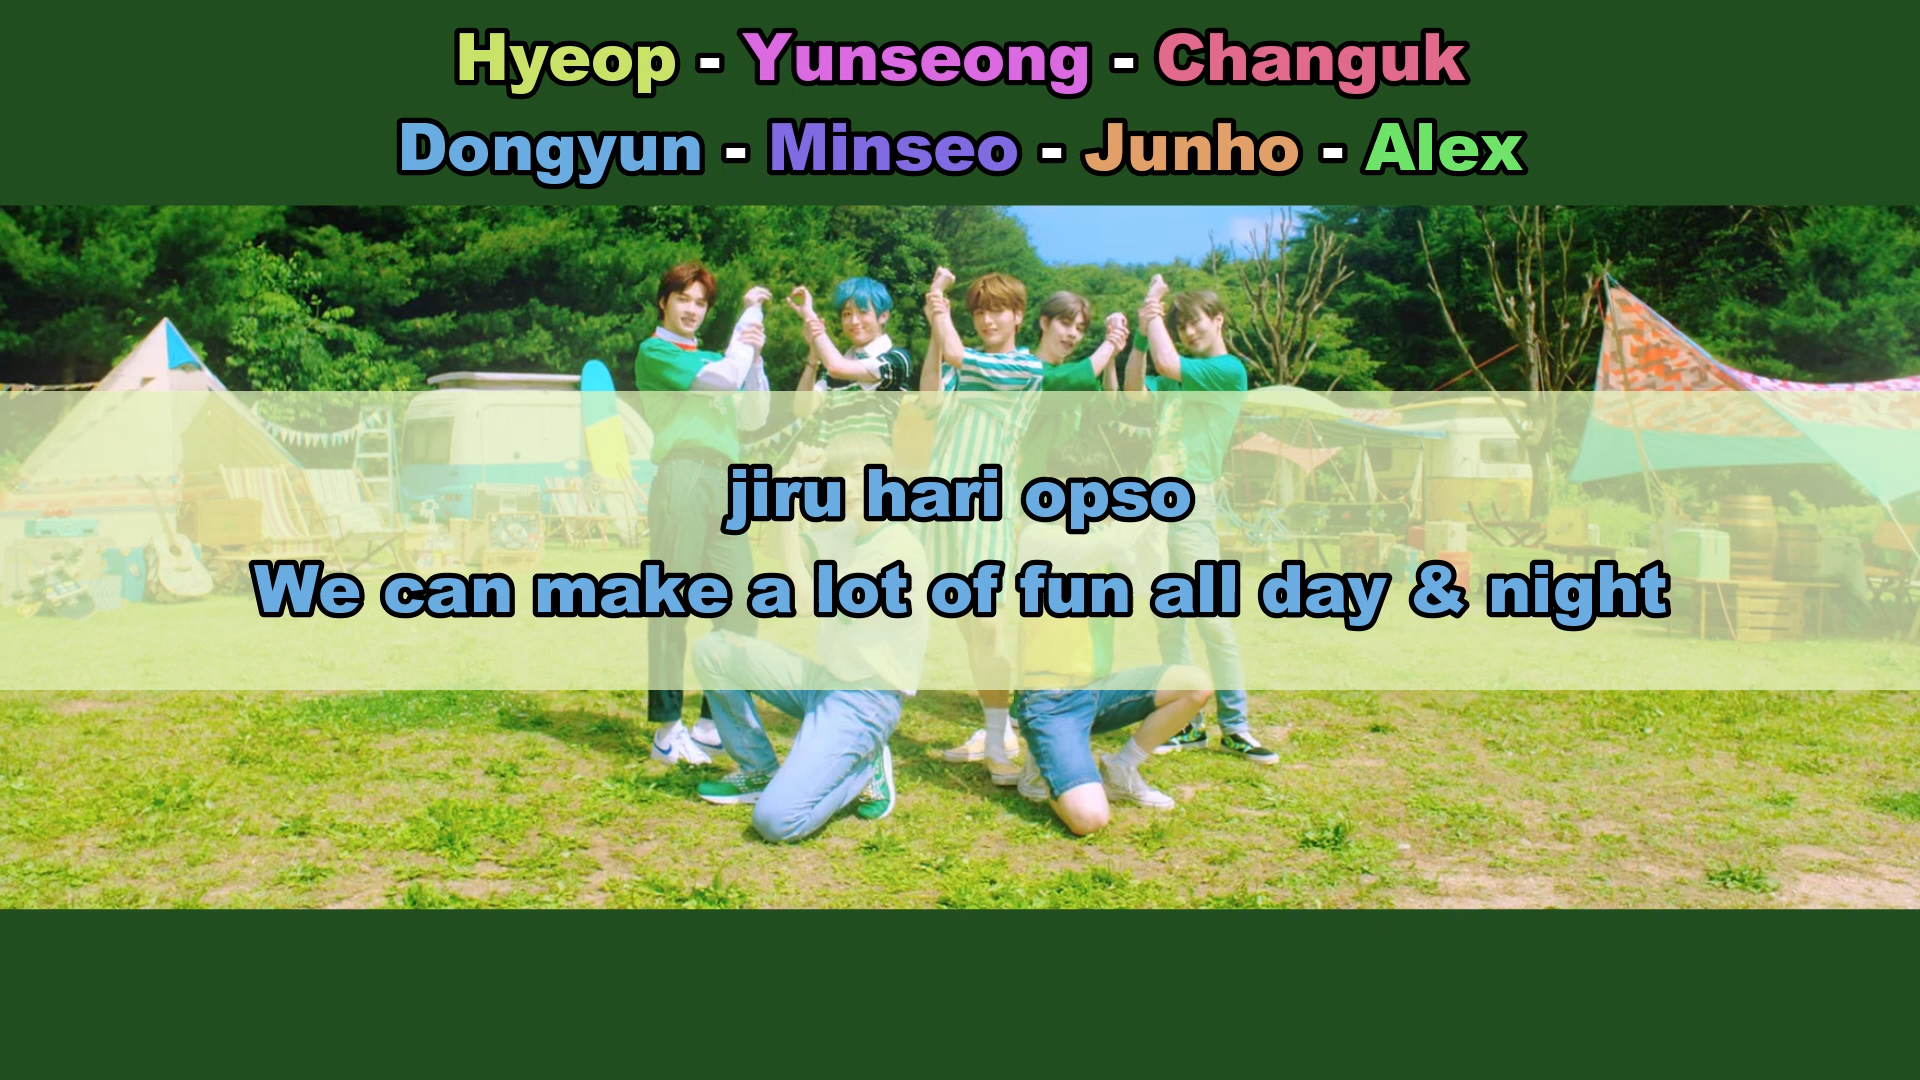 Hyeop - Yunseong - Changuk
Dongyun - Minseo - Junho - Alex
jiru hari opso
We can make a lot of fun all day & night